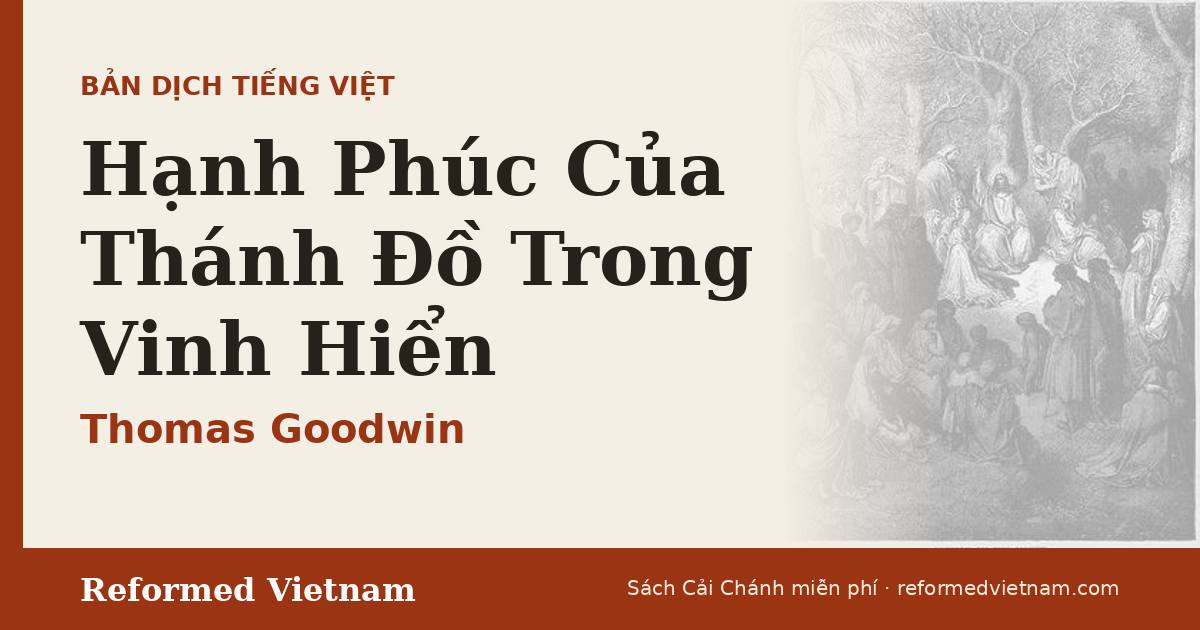 BẢN DỊCH TIẾNG VIỆT
Hạnh Phúc Của
Thánh Đồ Trong
Vinh Hiển
Thomas Goodwin
Reformed Vietnam
Sách Cải Chánh miễn phí · reformedvietnam.com